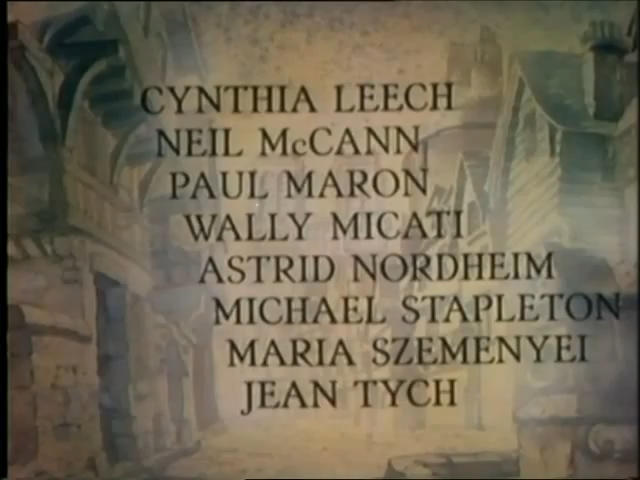 CYNTHIA LEECH
NEIL McCANN
PAUL MARON
WALLY MICATI
ASTRID NORDHEIM
MICHAEL STAPLETON
MARIA SZEMENYEI
JEAN TYCH